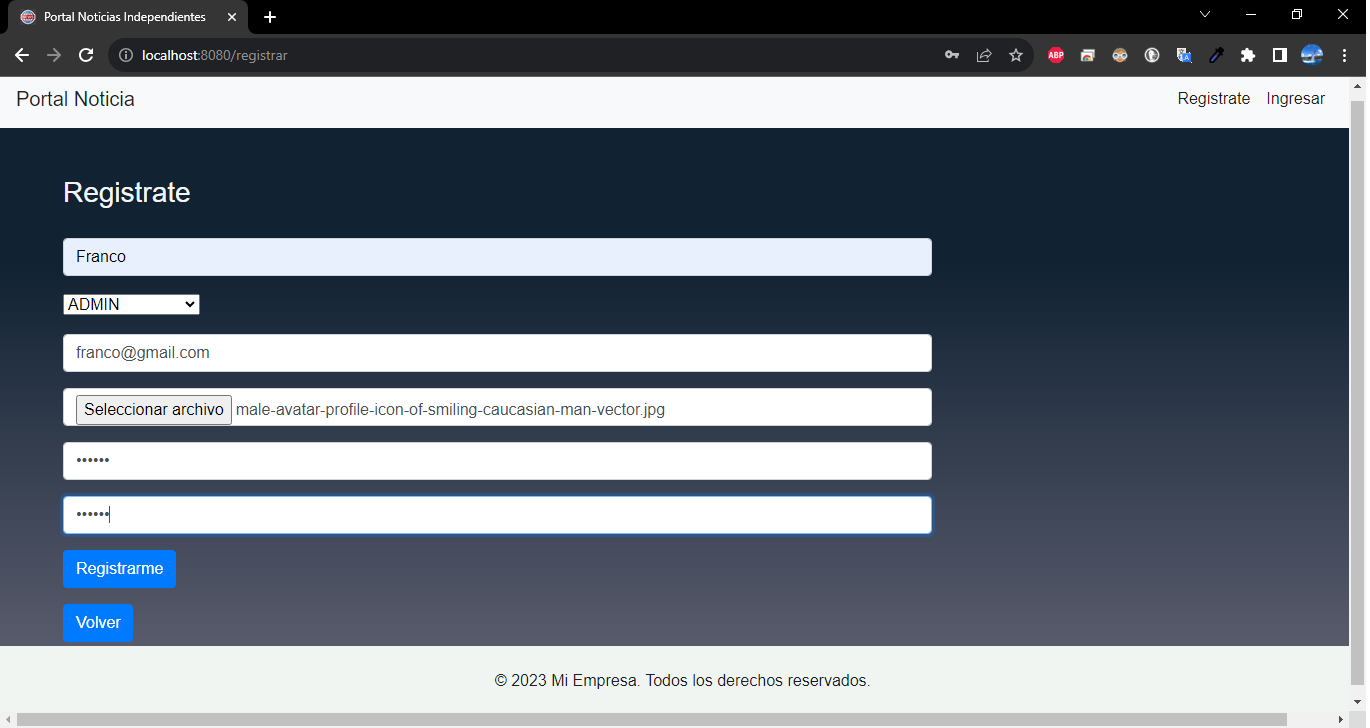 Portal Noticias Independientes
localhost:8080/registrar
ABP
Portal Noticia
Registrate Ingresar
Registrate
Franco
ADMIN
franco@gmail.com
Seleccionar archivo male-avatar-profile-icon-of-smiling-caucasian-man-vector.jpg
••••••
••••••
Registrarme
Volver
© 2023 Mi Empresa. Todos los derechos reservados.